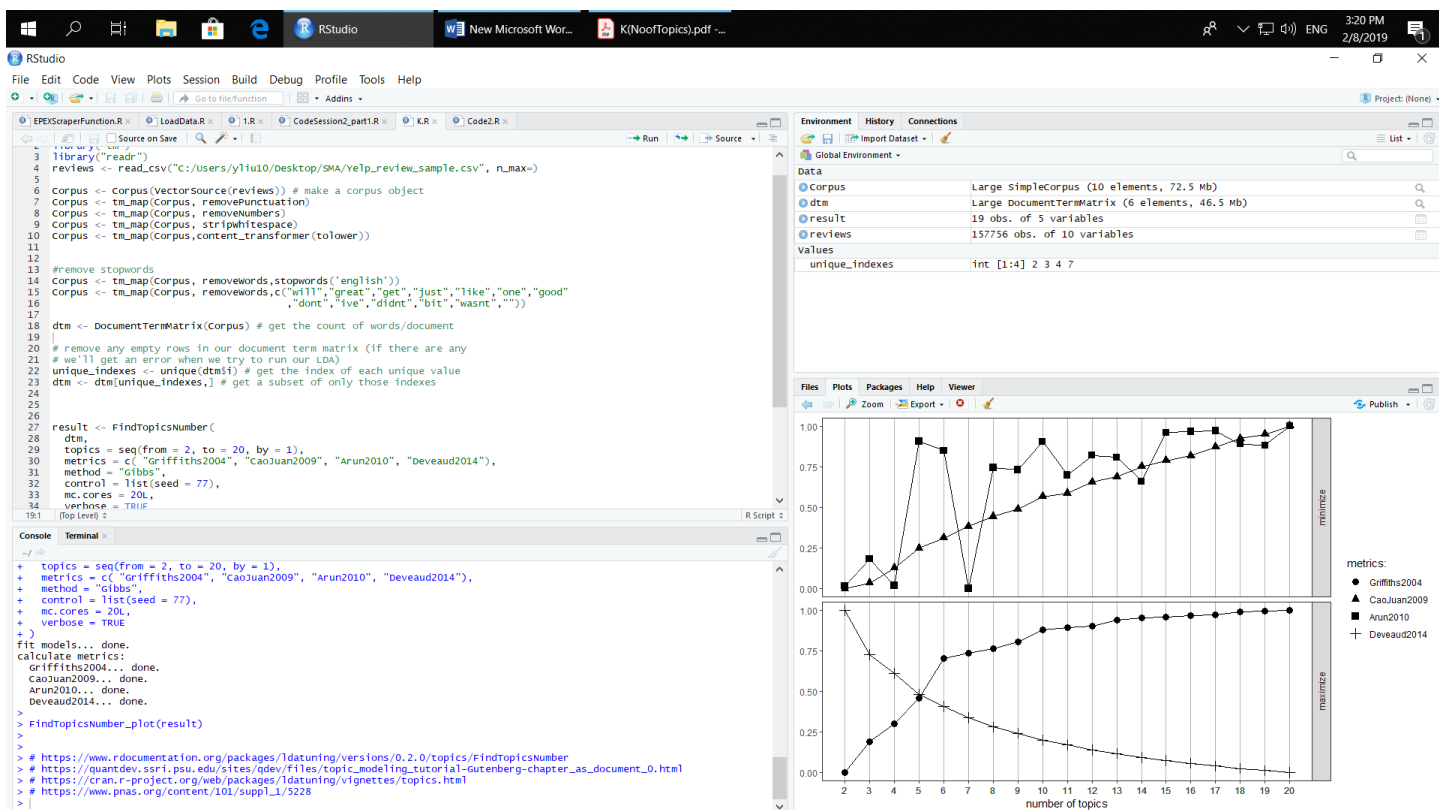 RStudio
New Microsoft Wor...
K(NoofTopics).pdf -...
ENG
3:20 PM
2/8/2019
1
RStudio
File Edit Code View Plots Session Build Debug Profile Tools Help
Go to file/function
Addins
Project: (None)
EPEXScraperFunction.R
LoadData.R
1.R
CodeSession2_part1.R
K.R
Code2.R
Source on Save
Run
Source
3 library("readr")
4 reviews <- read_csv("C:/Users/yliu10/Desktop/SMA/Yelp_review_sample.csv", n_max=)
5
6 Corpus <- Corpus(VectorSource(reviews)) # make a corpus object
7 Corpus <- tm_map(Corpus, removePunctuation)
8 Corpus <- tm_map(Corpus, removeNumbers)
9 Corpus <- tm_map(Corpus, stripWhitespace)
10 Corpus <- tm_map(Corpus,content_transformer(tolower))
11
12
13 #remove stopwords
14 Corpus <- tm_map(Corpus, removeWords,stopwords('english'))
15 Corpus <- tm_map(Corpus, removeWords,c("will","great","get","just","like","one","good"
16 ,"dont","ive","didnt","bit","wasnt",""))
17
18 dtm <- DocumentTermMatrix(Corpus) # get the count of words/document
19
20 # remove any empty rows in our document term matrix (if there are any
21 # we'll get an error when we try to run our LDA)
22 unique_indexes <- unique(dtm$i) # get the index of each unique value
23 dtm <- dtm[unique_indexes,] # get a subset of only those indexes
24
25
26
27 result <- FindTopicsNumber(
28 dtm,
29 topics = seq(from = 2, to = 20, by = 1),
30 metrics = c( "Griffiths2004", "CaoJuan2009", "Arun2010", "Deveaud2014"),
31 method = "Gibbs",
32 control = list(seed = 77),
33 mc.cores = 20L,
34 verbose = TRUE
19:1 (Top Level)
R Script
Console Terminal
~/
+ topics = seq(from = 2, to = 20, by = 1),
+ metrics = c( "Griffiths2004", "CaoJuan2009", "Arun2010", "Deveaud2014"),
+ method = "Gibbs",
+ control = list(seed = 77),
+ mc.cores = 20L,
+ verbose = TRUE
+ )
fit models... done.
calculate metrics:
Griffiths2004... done.
CaoJuan2009... done.
Arun2010... done.
Deveaud2014... done.
>
> FindTopicsNumber_plot(result)
>
>
> # https://www.rdocumentation.org/packages/ldatuning/versions/0.2.0/topics/FindTopicsNumber
> # https://quantdev.ssri.psu.edu/sites/qdev/files/topic_modeling_tutorial-Gutenberg-chapter_as_document_0.html
> # https://cran.r-project.org/web/packages/ldatuning/vignettes/topics.html
> # https://www.pnas.org/content/101/suppl_1/5228
>
Environment History Connections
Import Dataset
List
Global Environment
Data
Corpus Large SimpleCorpus (10 elements, 72.5 Mb)
dtm Large DocumentTermMatrix (6 elements, 46.5 Mb)
result 19 obs. of 5 variables
reviews 157756 obs. of 10 variables
Values
unique_indexes int [1:4] 2 3 4 7
Files Plots Packages Help Viewer
Zoom Export Publish
1.00
0.75
0.50
0.25
0.00
minimize
1.00
0.75
0.50
0.25
0.00
maximize
2 3 4 5 6 7 8 9 10 11 12 13 14 15 16 17 18 19 20
number of topics
metrics:
Griffiths2004
CaoJuan2009
Arun2010
Deveaud2014